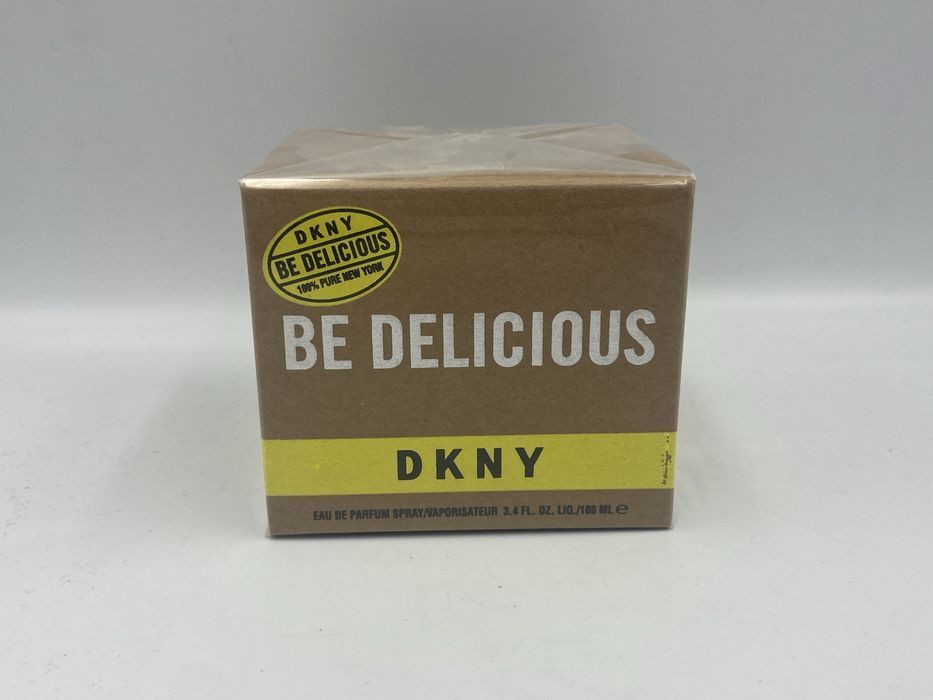 DKNY
BE DELICIOUS
100% PURE NEW YORK
BE DELICIOUS
DKNY
EAU DE PARFUM SPRAY/VAPORISATEUR 3.4 FL. OZ. LIQ./100 ML ℮